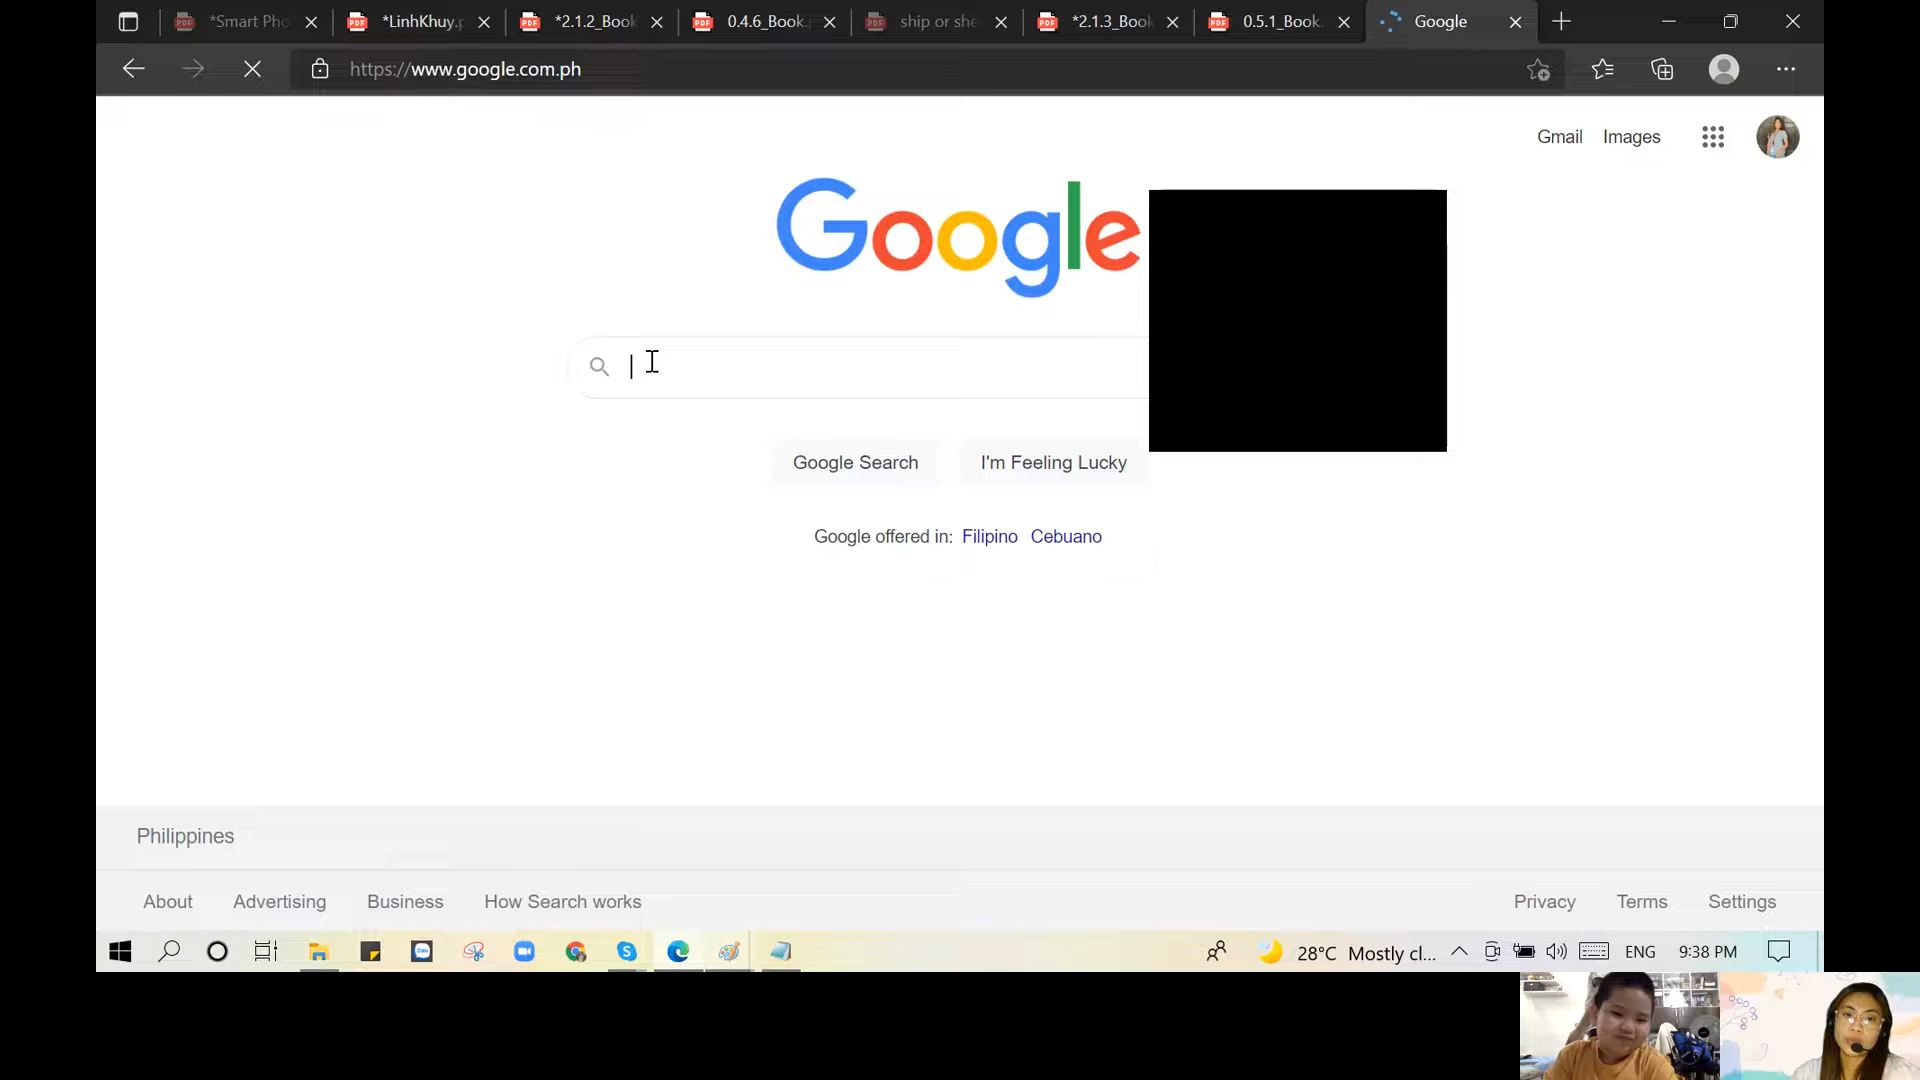 *Smart Pho
*LinkKhuy.p
*2.1.2_Book
0.4.6_Book.
ship or she
*2.1.3_Book
0.5.1_Book.
Google
https://www.google.com.ph
Gmail Images
Google
Google Search I'm Feeling Lucky
Google offered in: Filipino Cebuano
Philippines
About Advertising Business How Search works Privacy Terms Settings
28°C Mostly cl... ENG 9:38 PM